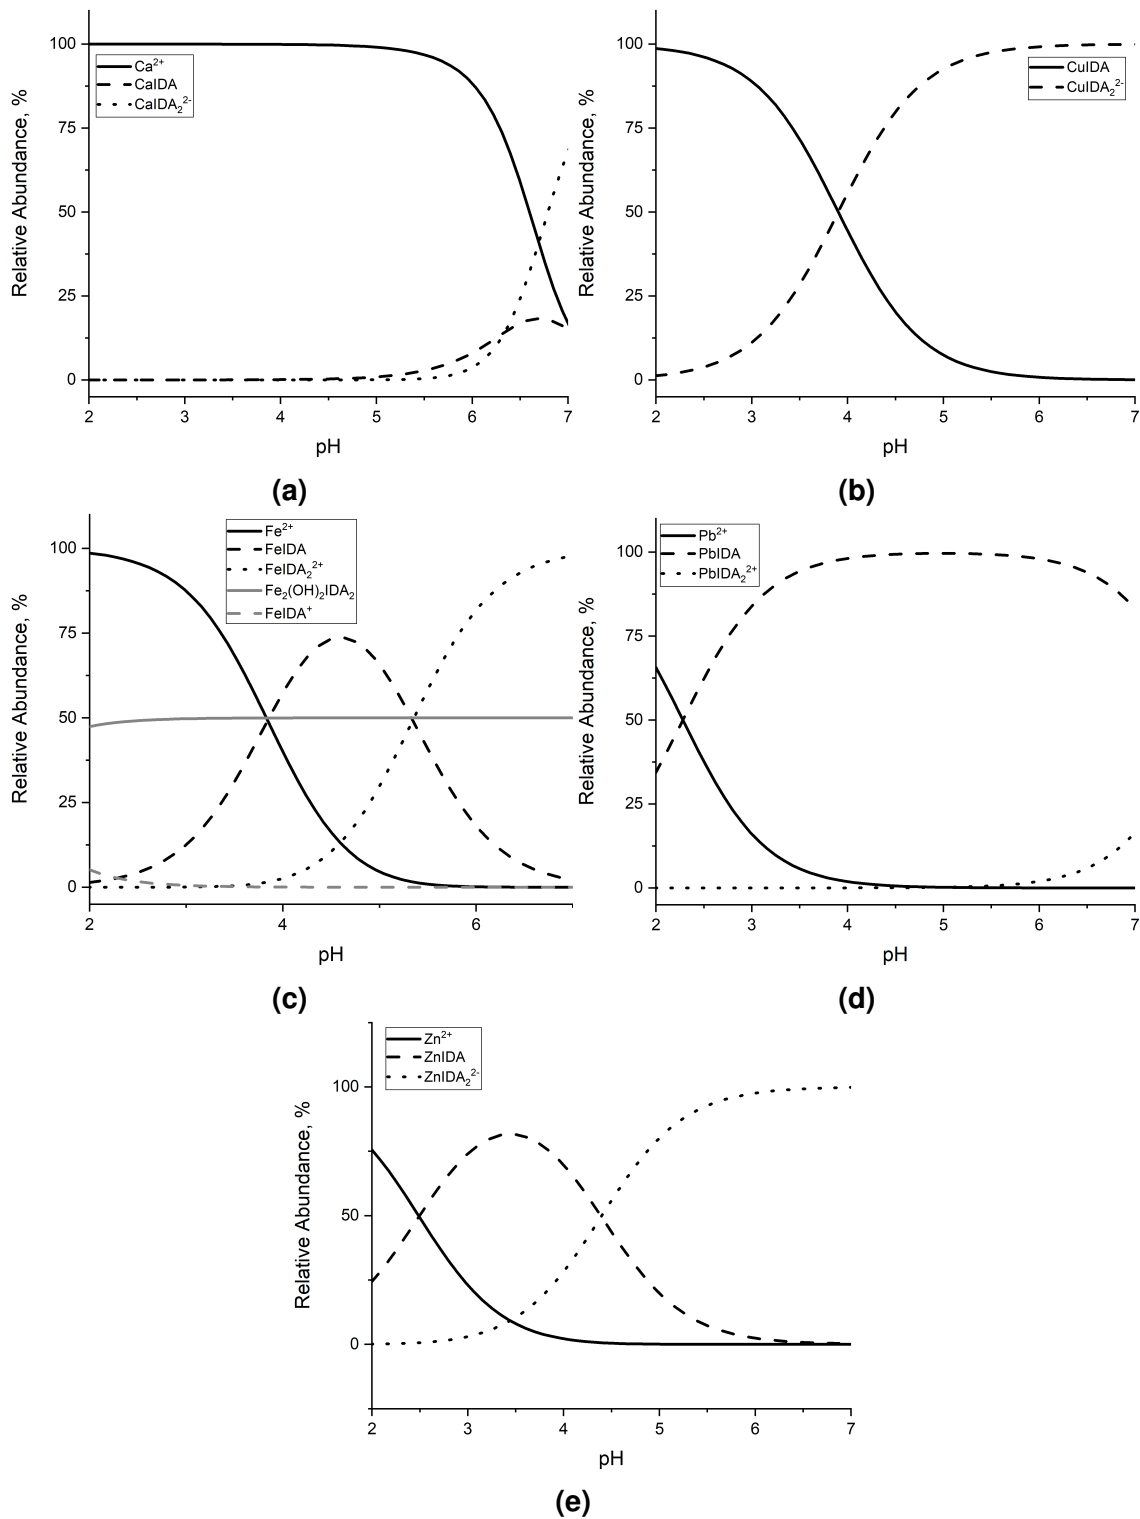 100
75
50
25
0
Relative Abundance, %
Ca²⁺
CaIDA
CaIDA₂²⁻
2 3 4 5 6 7
pH
(a)
100
75
50
25
0
Relative Abundance, %
CuIDA
CuIDA₂²⁻
2 3 4 5 6 7
pH
(b)
100
75
50
25
0
Relative Abundance, %
Fe²⁺
FeIDA
FeIDA₂²⁺
Fe₂(OH)₂IDA₂
FeIDA⁺
2 4 6
pH
(c)
100
75
50
25
0
Relative Abundance, %
Pb²⁺
PbIDA
PbIDA₂²⁺
2 3 4 5 6 7
pH
(d)
100
50
0
Relative Abundance, %
Zn²⁺
ZnIDA
ZnIDA₂²⁻
2 3 4 5 6 7
pH
(e)